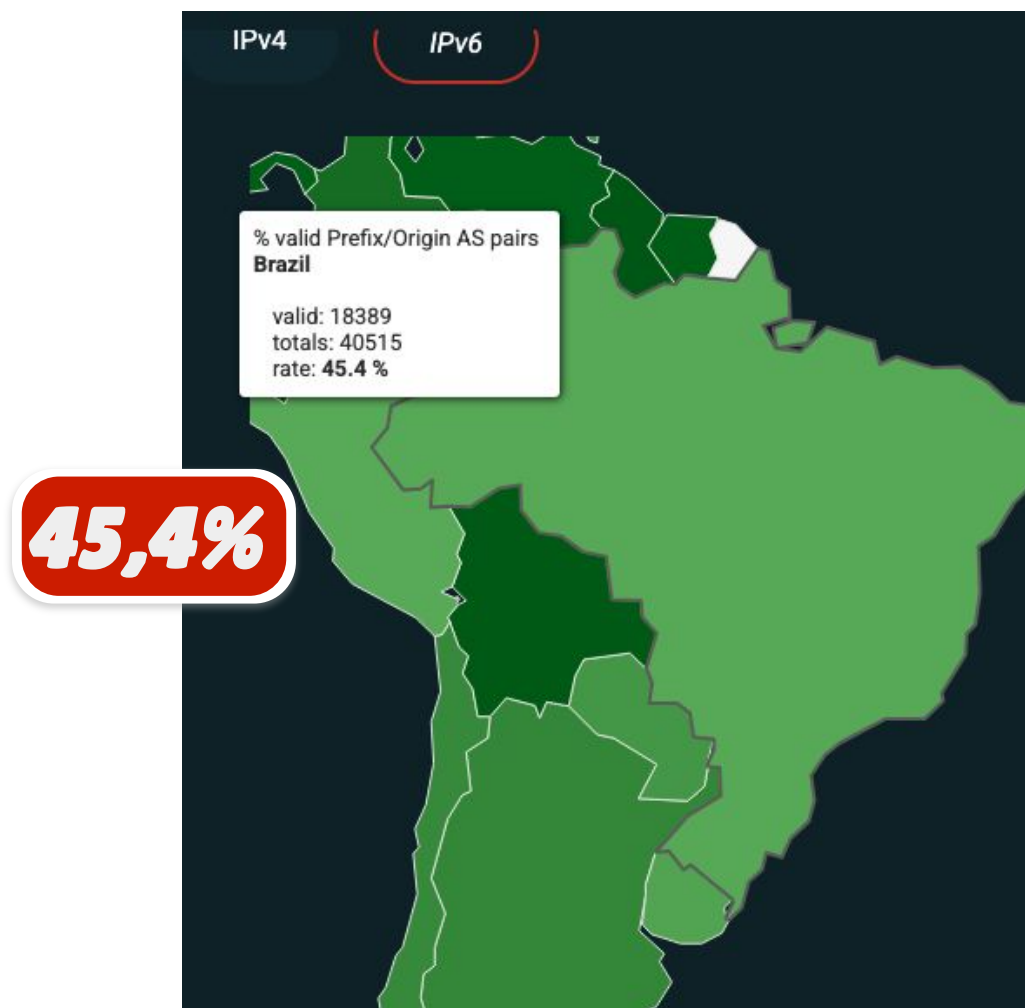 IPv4
IPv6
% valid Prefix/Origin AS pairs
Brazil
valid: 18389
totals: 40515
rate: 45.4 %
45,4%